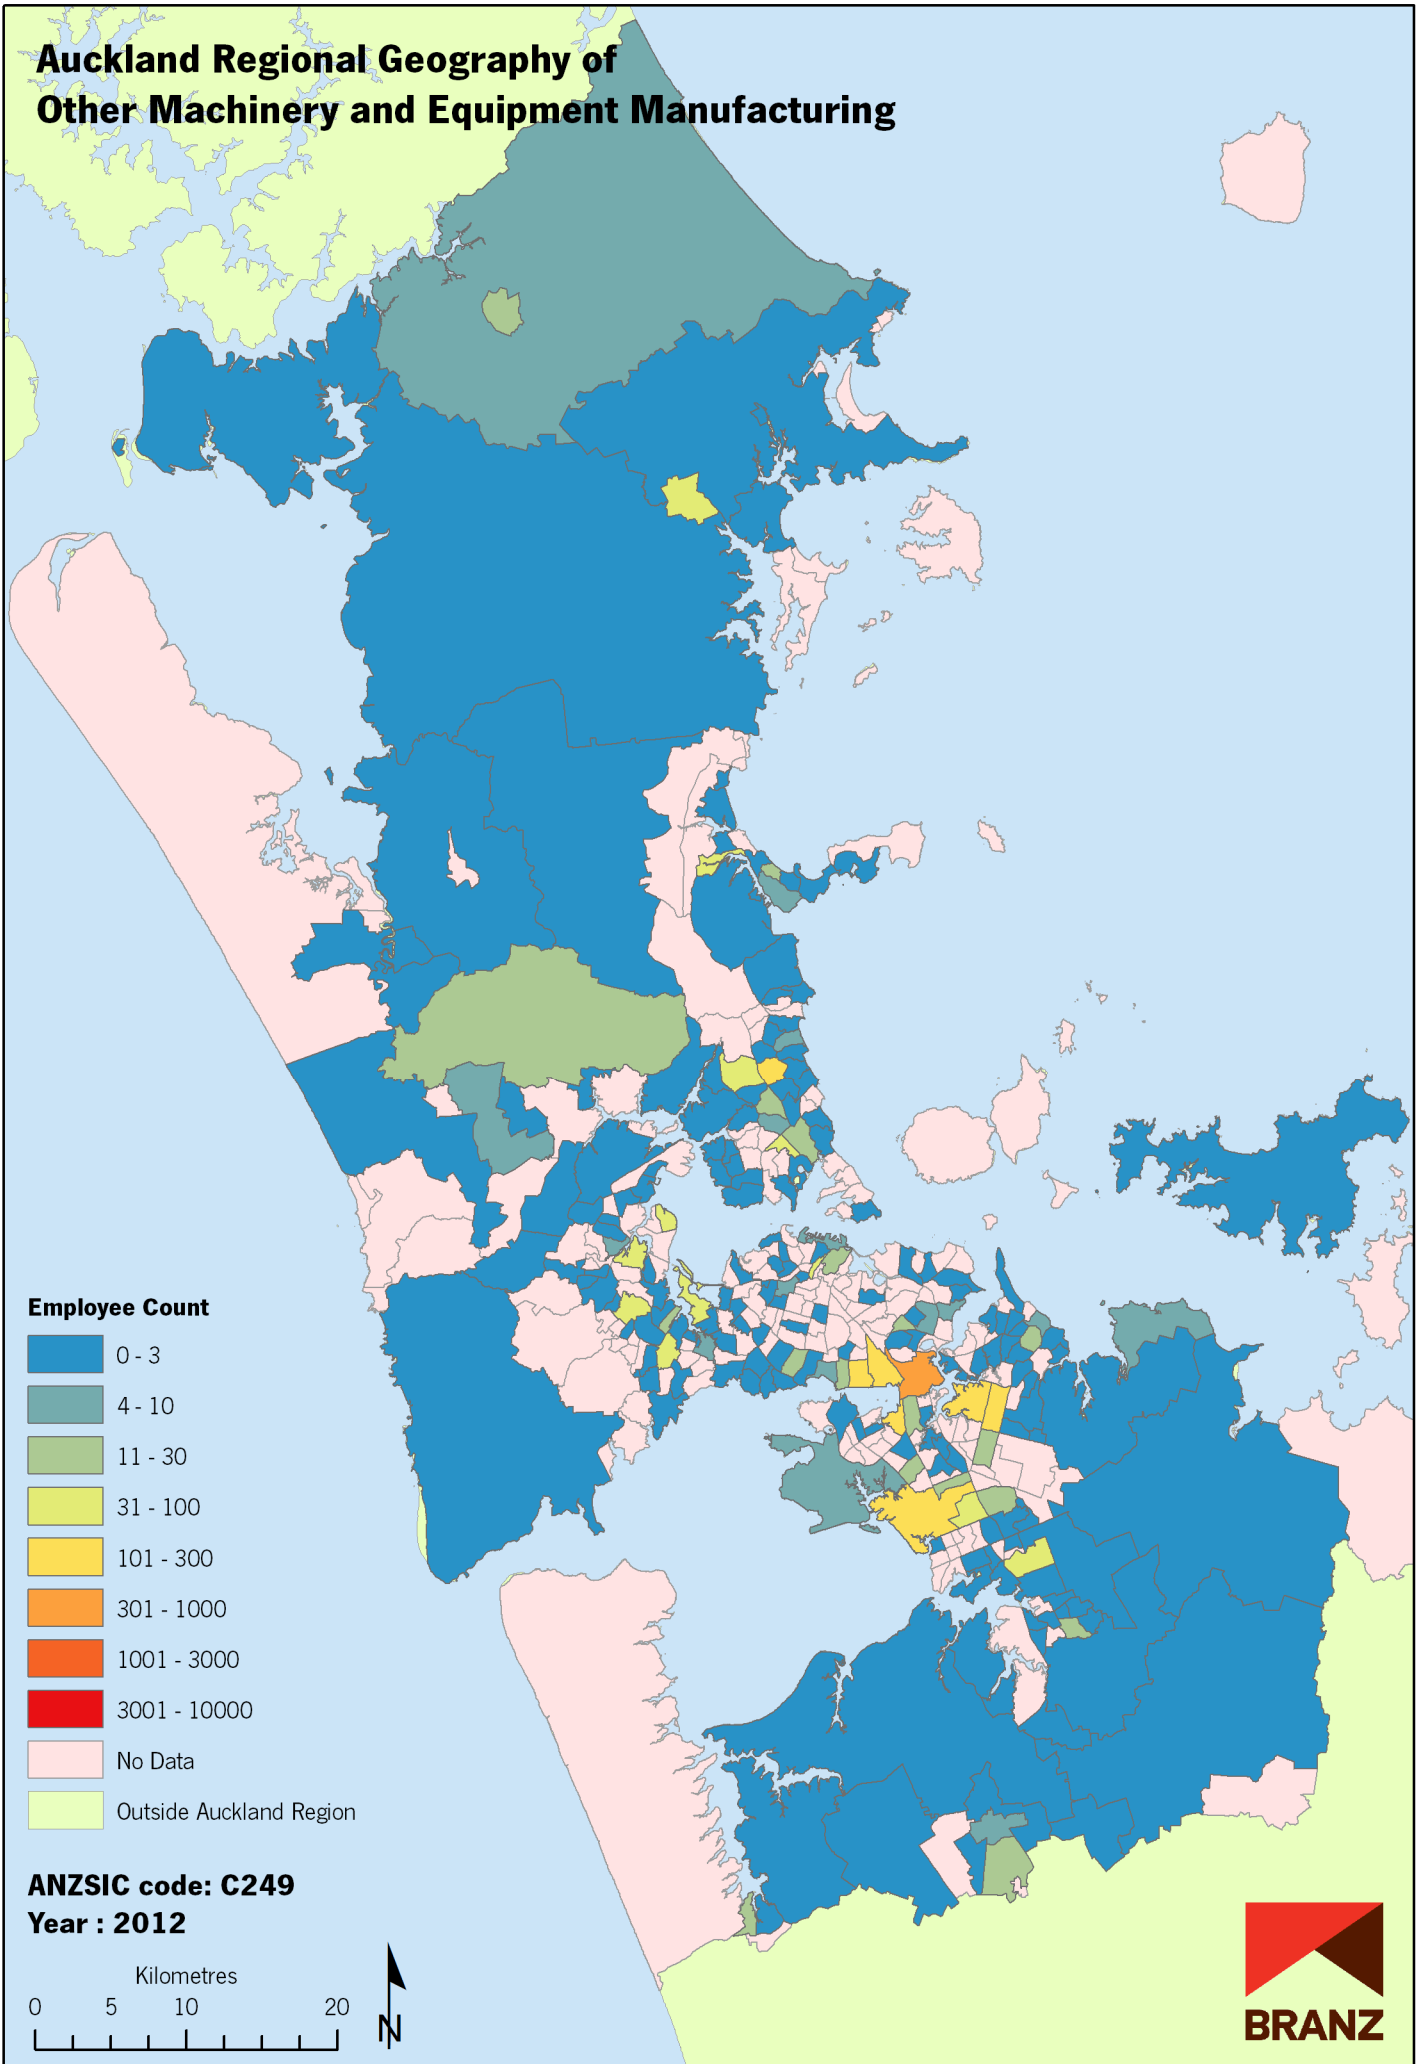 Auckland Regional Geography of
Other Machinery and Equipment Manufacturing
Employee Count
0 - 3
4 - 10
11 - 30
31 - 100
101 - 300
301 - 1000
1001 - 3000
3001 - 10000
No Data
Outside Auckland Region
ANZSIC code: C249
Year : 2012
Kilometres
0 5 10 20
N
BRANZ